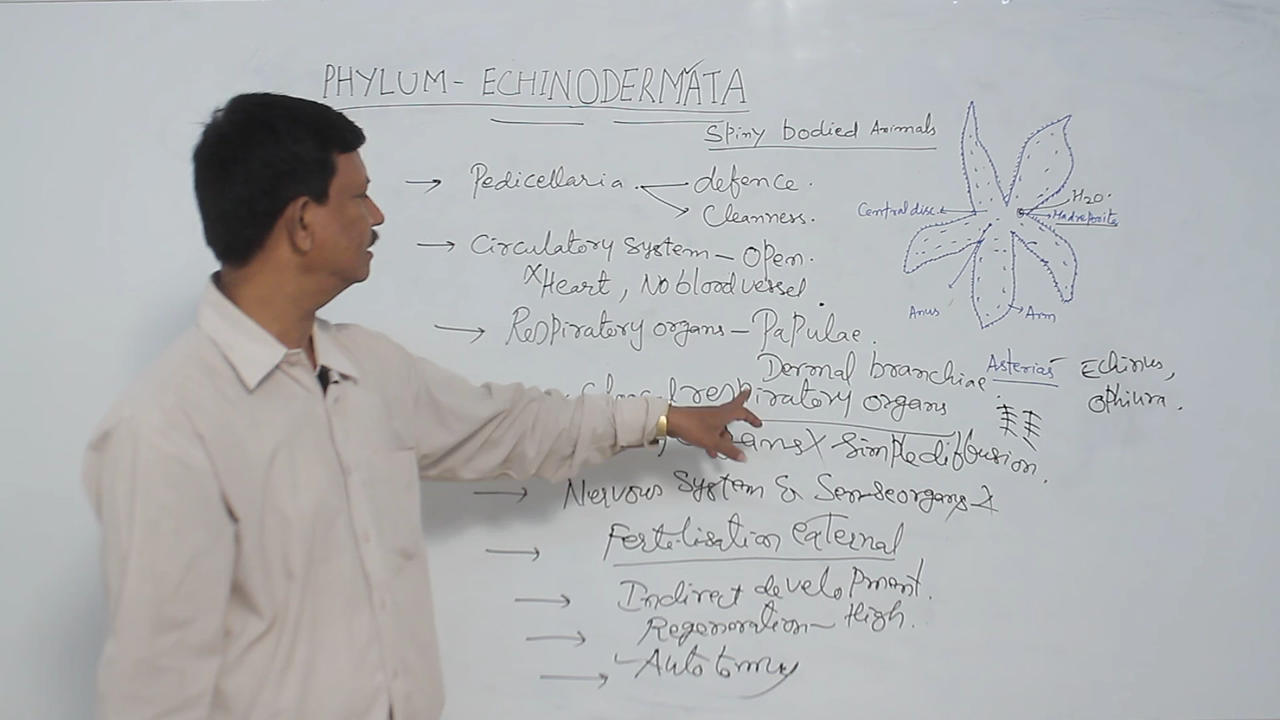 PHYLUM - ECHINODERMATA
Spiny bodied Animals
→ Pedicellaria defence.
Cleanness.
→ Circulatory system - open.
X Heart, No blood vessel.
→ Respiratory organs - Papulae.
Dermal branchiae.
respiratory organs
X simple diffusion.
→ Nervous system & Sense organs X
→ Fertilisation external
→ Indirect development.
→ Regeneration - High.
→ Autotomy
Central disc
H2O.
Madreporite
Anus
Arm
Asterias Echinus,
Ophiura.